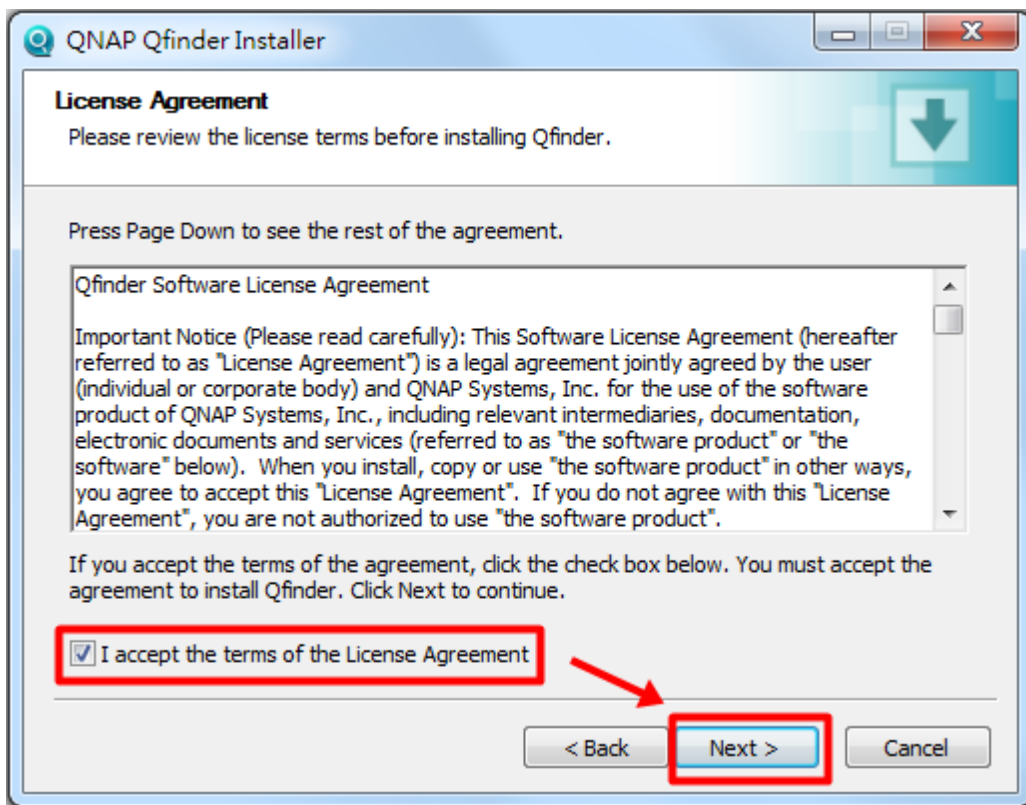 QNAP Qfinder Installer
License Agreement
Please review the license terms before installing Qfinder.
Press Page Down to see the rest of the agreement.
Qfinder Software License Agreement
Important Notice (Please read carefully): This Software License Agreement (hereafter
referred to as "License Agreement") is a legal agreement jointly agreed by the user
(individual or corporate body) and QNAP Systems, Inc. for the use of the software
product of QNAP Systems, Inc., including relevant intermediaries, documentation,
electronic documents and services (referred to as "the software product" or "the
software" below).  When you install, copy or use "the software product" in other ways,
you agree to accept this "License Agreement".  If you do not agree with this "License
Agreement", you are not authorized to use "the software product".
If you accept the terms of the agreement, click the check box below. You must accept the
agreement to install Qfinder. Click Next to continue.
I accept the terms of the License Agreement
< Back Next > Cancel